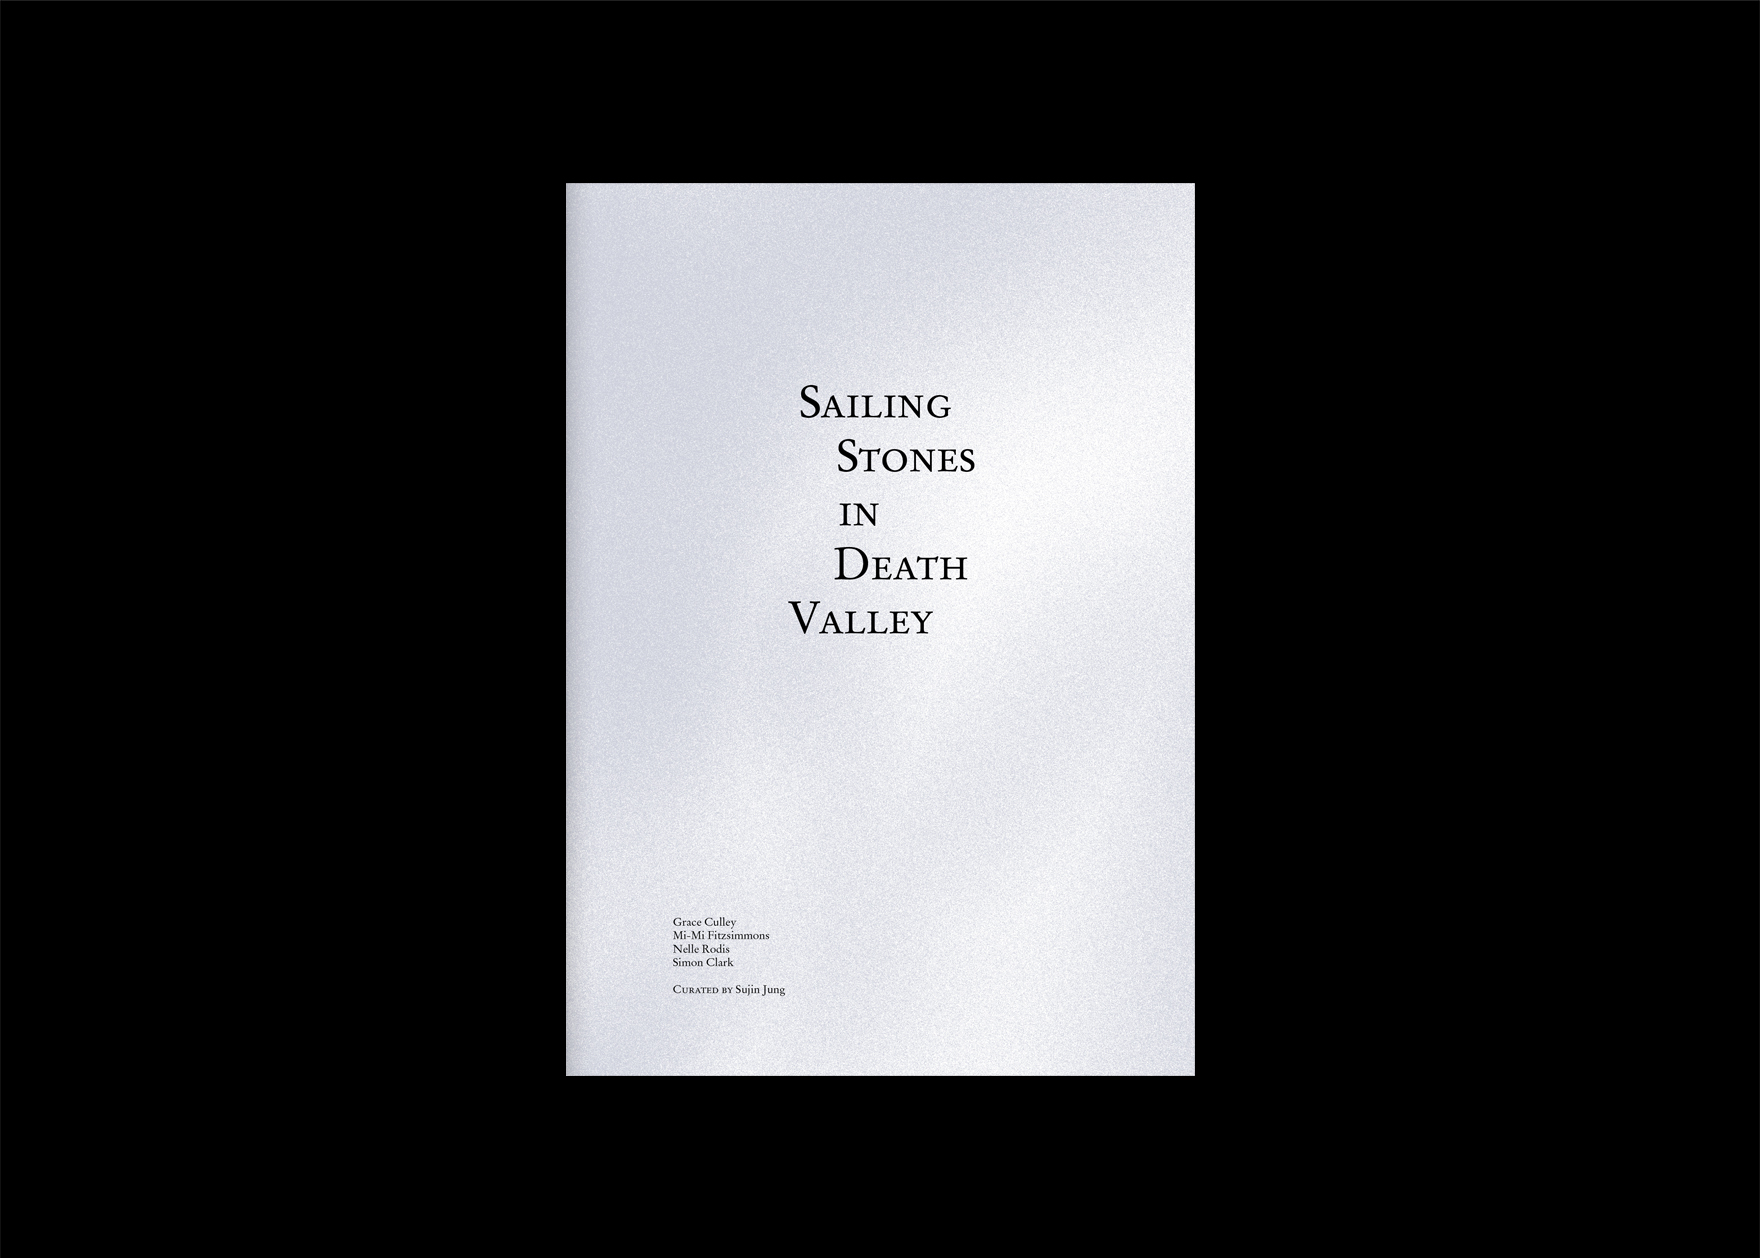 Sailing
Stones
in
Death
Valley
Grace Culley
Mi-Mi Fitzsimmons
Nelle Rodis
Simon Clark
Curated by Sujin Jung